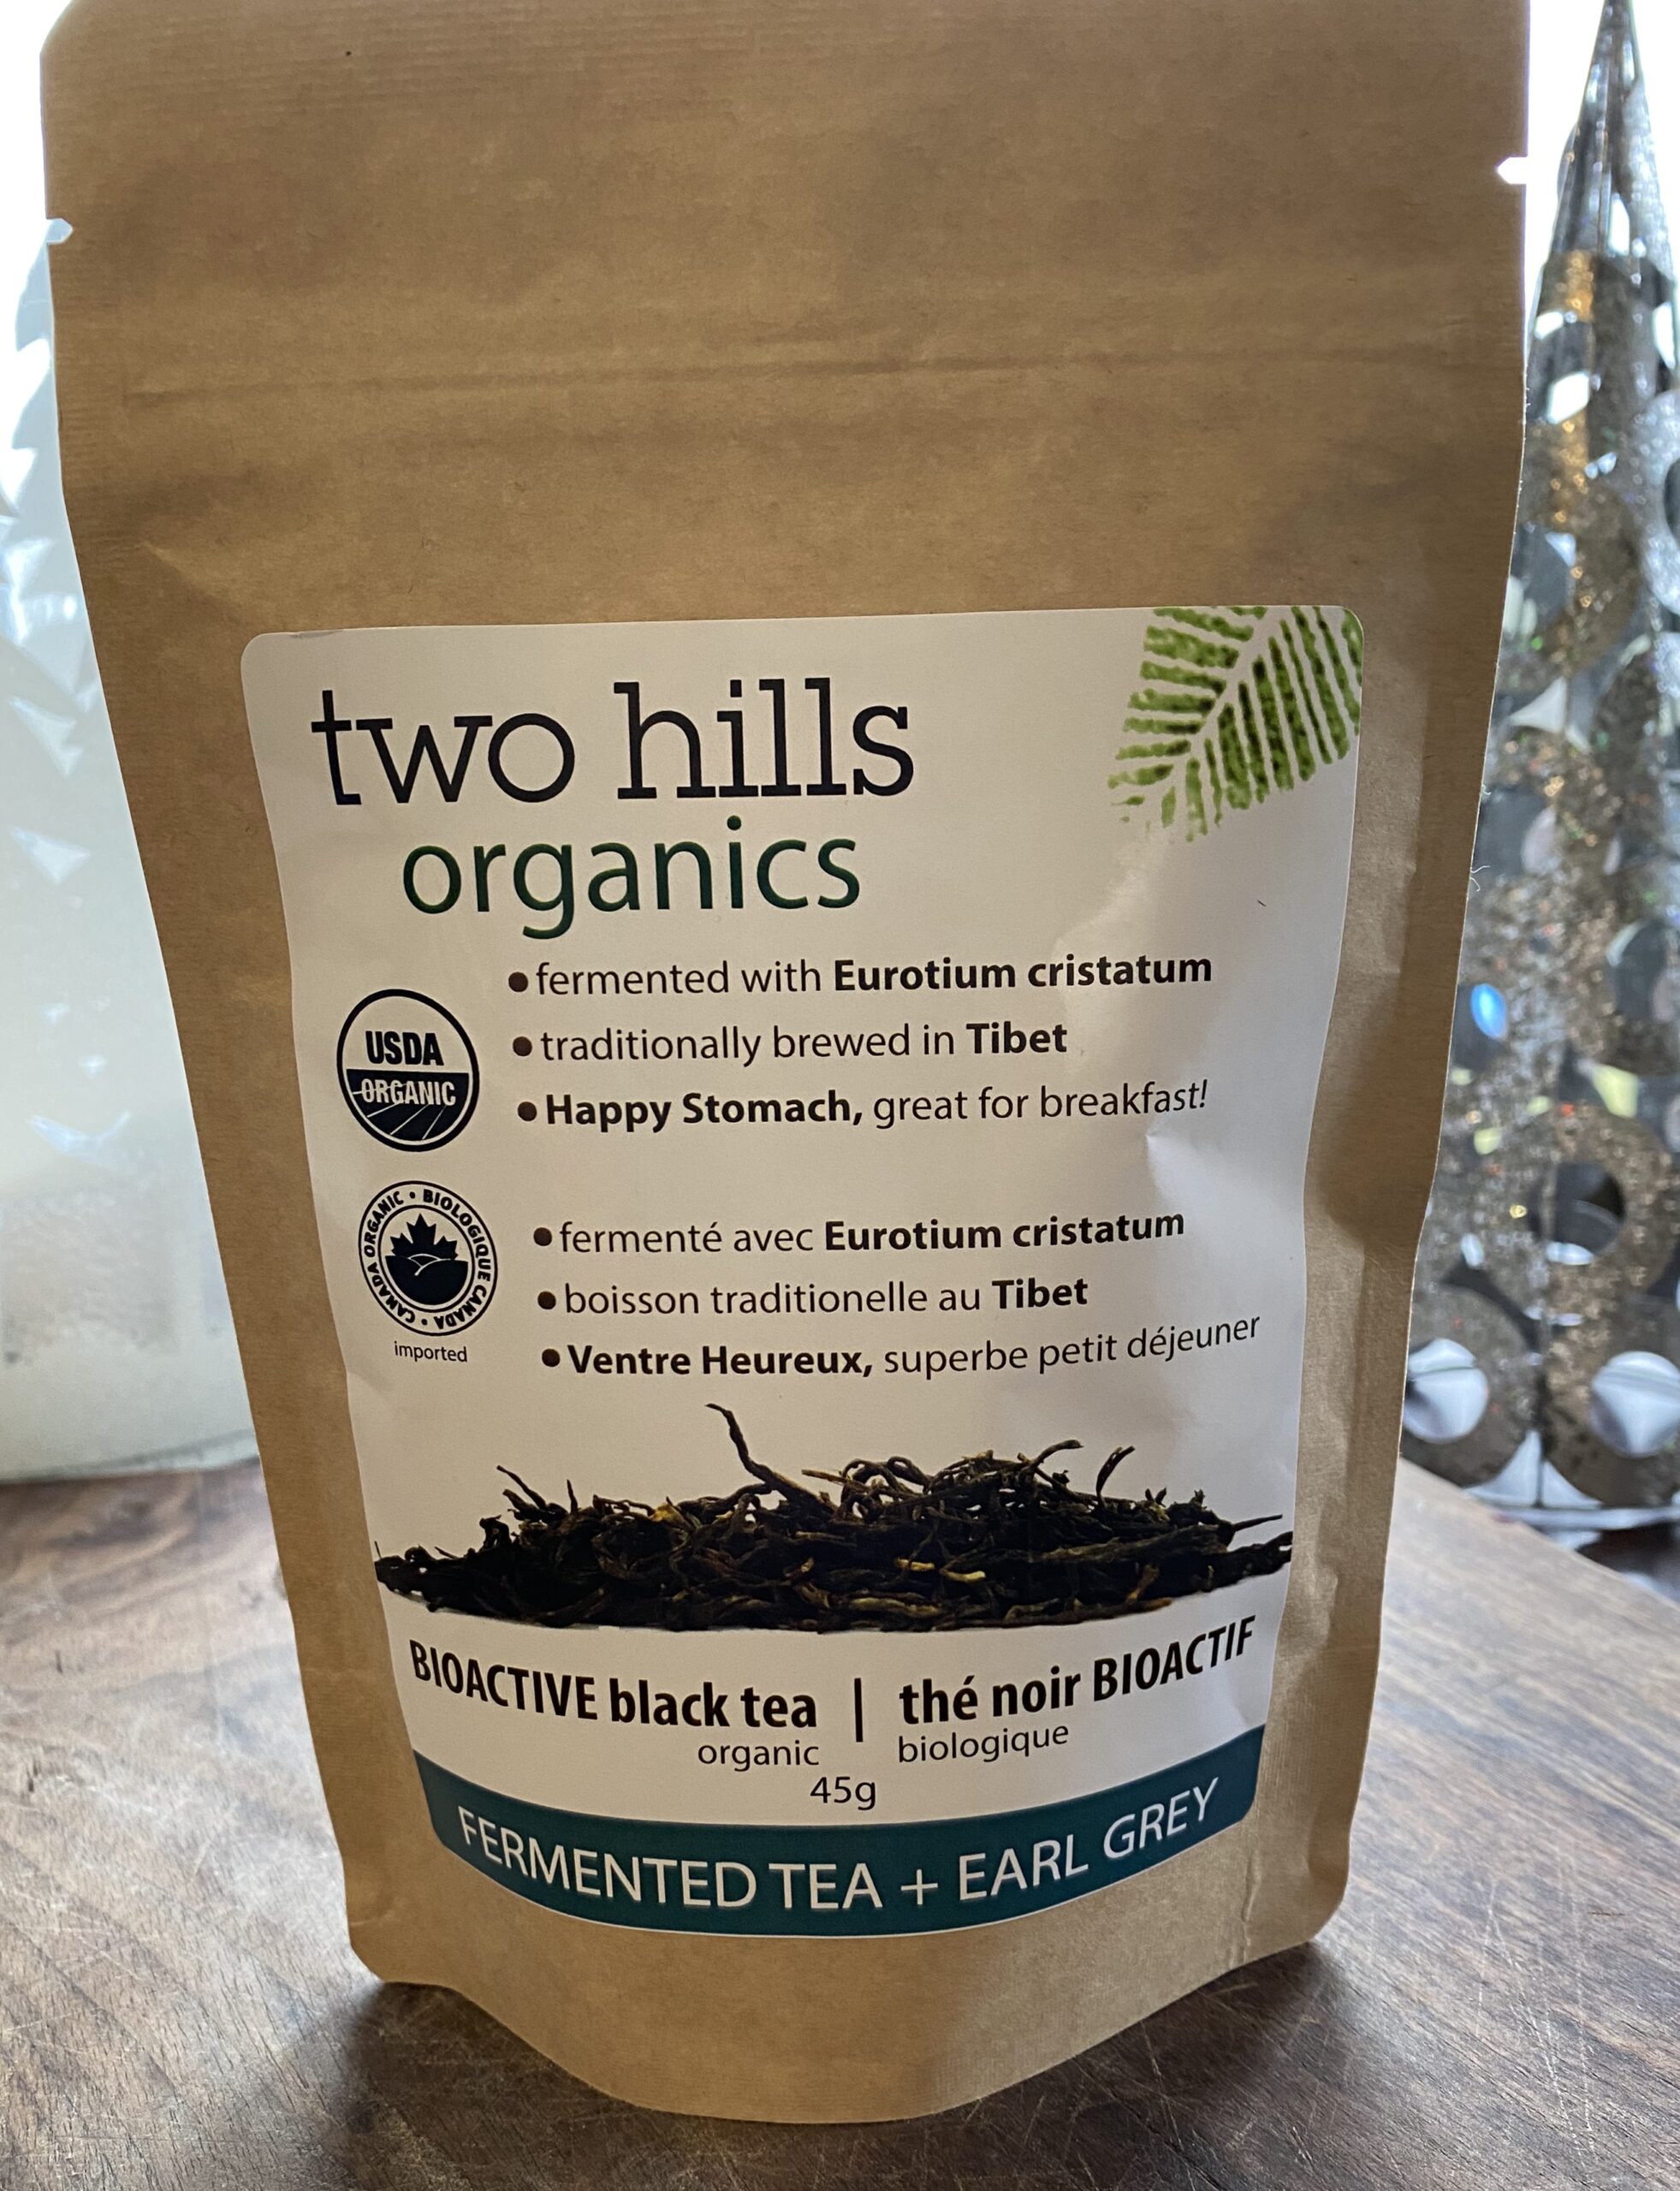 two hills
organics
• fermented with Eurotium cristatum
• traditionally brewed in Tibet
• Happy Stomach, great for breakfast!
USDA
ORGANIC
• fermenté avec Eurotium cristatum
• boisson traditionelle au Tibet
• Ventre Heureux, superbe petit déjeuner
CANADA ORGANIC • BIOLOGIQUE CANADA •
imported
BIOACTIVE black tea | thé noir BIOACTIF
organic biologique
45g
FERMENTED TEA + EARL GREY